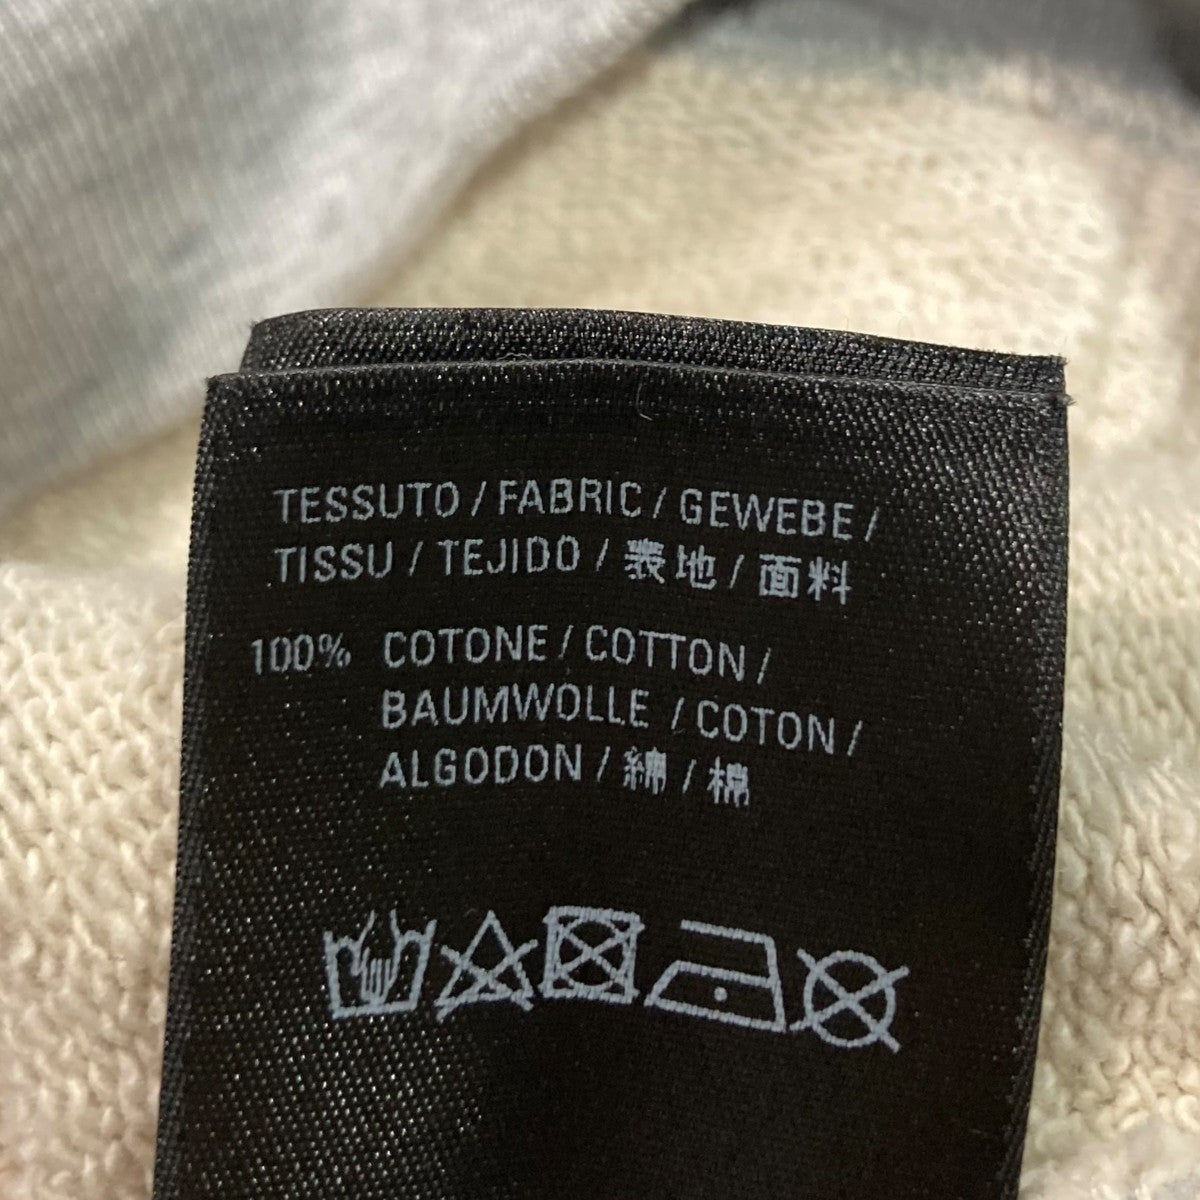 TESSUTO / FABRIC / GEWEBE /
TISSU / TEJIDO / 表地 / 面料
100% COTONE / COTTON /
BAUMWOLLE / COTON /
ALGODON / 綿 / 棉